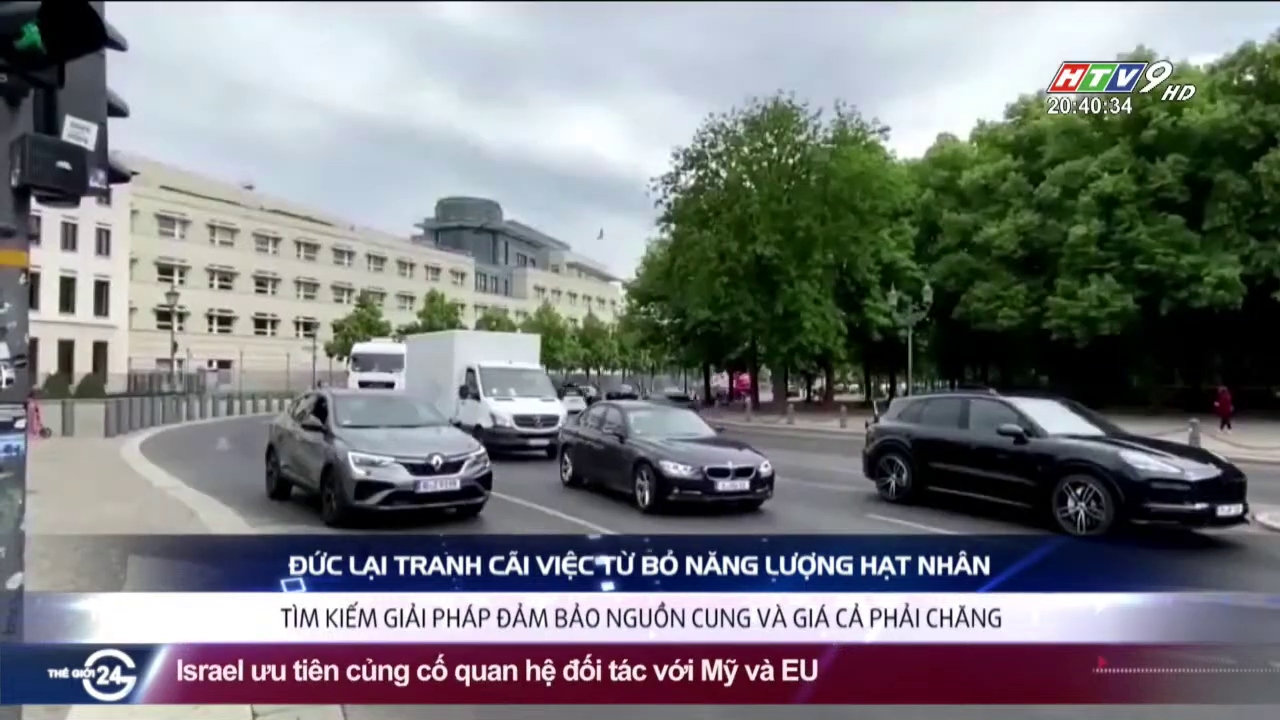 HTV9 HD
20:40:34
ĐỨC LẠI TRANH CÃI VIỆC TỪ BỎ NĂNG LƯỢNG HẠT NHÂN
TÌM KIẾM GIẢI PHÁP ĐẢM BẢO NGUỒN CUNG VÀ GIÁ CẢ PHẢI CHĂNG
THẾ GIỚI 24G
Israel ưu tiên củng cố quan hệ đối tác với Mỹ và EU